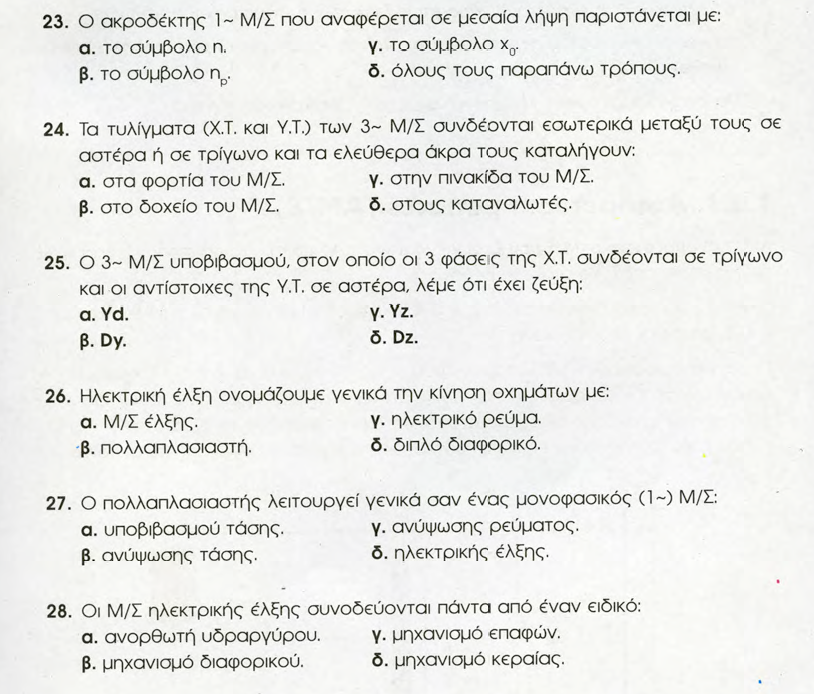 23. Ο ακροδέκτης 1~ Μ/Σ που αναφέρεται σε μεσαία λήψη παριστάνεται με:
α. το σύμβολο n. γ. το σύμβολο x₀.
β. το σύμβολο nₚ. δ. όλους τους παραπάνω τρόπους.
24. Τα τυλίγματα (Χ.Τ. και Υ.Τ.) των 3~ Μ/Σ συνδέονται εσωτερικά μεταξύ τους σε
αστέρα ή σε τρίγωνο και τα ελεύθερα άκρα τους καταλήγουν:
α. στα φορτία του Μ/Σ. γ. στην πινακίδα του Μ/Σ.
β. στο δοχείο του Μ/Σ. δ. στους καταναλωτές.
25. Ο 3~ Μ/Σ υποβιβασμού, στον οποίο οι 3 φάσεις της Χ.Τ. συνδέονται σε τρίγωνο
και οι αντίστοιχες της Υ.Τ. σε αστέρα, λέμε ότι έχει ζεύξη:
α. Yd. γ. Yz.
β. Dy. δ. Dz.
26. Ηλεκτρική έλξη ονομάζουμε γενικά την κίνηση οχημάτων με:
α. Μ/Σ έλξης. γ. ηλεκτρικό ρεύμα.
β. πολλαπλασιαστή. δ. διπλό διαφορικό.
27. Ο πολλαπλασιαστής λειτουργεί γενικά σαν ένας μονοφασικός (1~) Μ/Σ:
α. υποβιβασμού τάσης. γ. ανύψωσης ρεύματος.
β. ανύψωσης τάσης. δ. ηλεκτρικής έλξης.
28. Οι Μ/Σ ηλεκτρικής έλξης συνοδεύονται πάντα από έναν ειδικό:
α. ανορθωτή υδραργύρου. γ. μηχανισμό επαφών.
β. μηχανισμό διαφορικού. δ. μηχανισμό κεραίας.